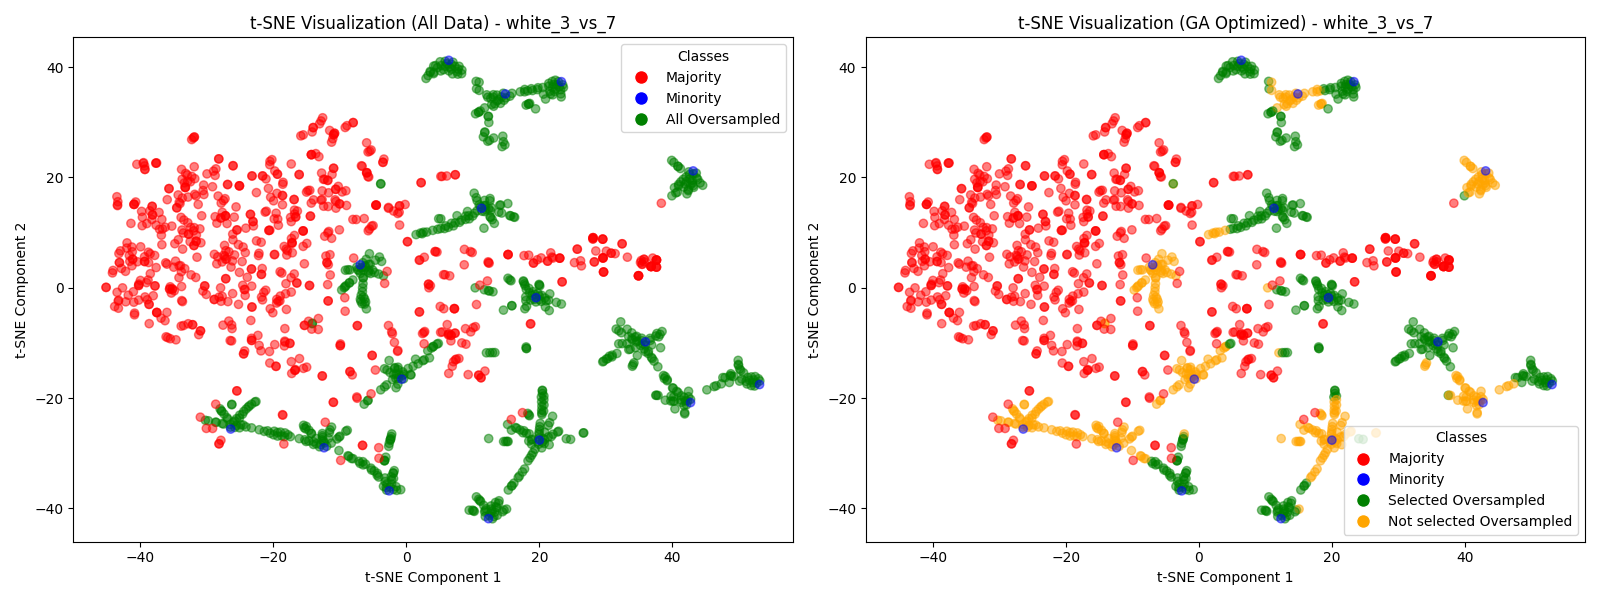 t-SNE Visualization (All Data) - white_3_vs_7
Classes
Majority
Minority
All Oversampled
t-SNE Component 2
40
20
0
−20
−40
−40
−20
0
20
40
t-SNE Component 1
t-SNE Visualization (GA Optimized) - white_3_vs_7
t-SNE Component 2
40
20
0
−20
−40
Classes
Majority
Minority
Selected Oversampled
Not selected Oversampled
−40
−20
0
20
40
t-SNE Component 1